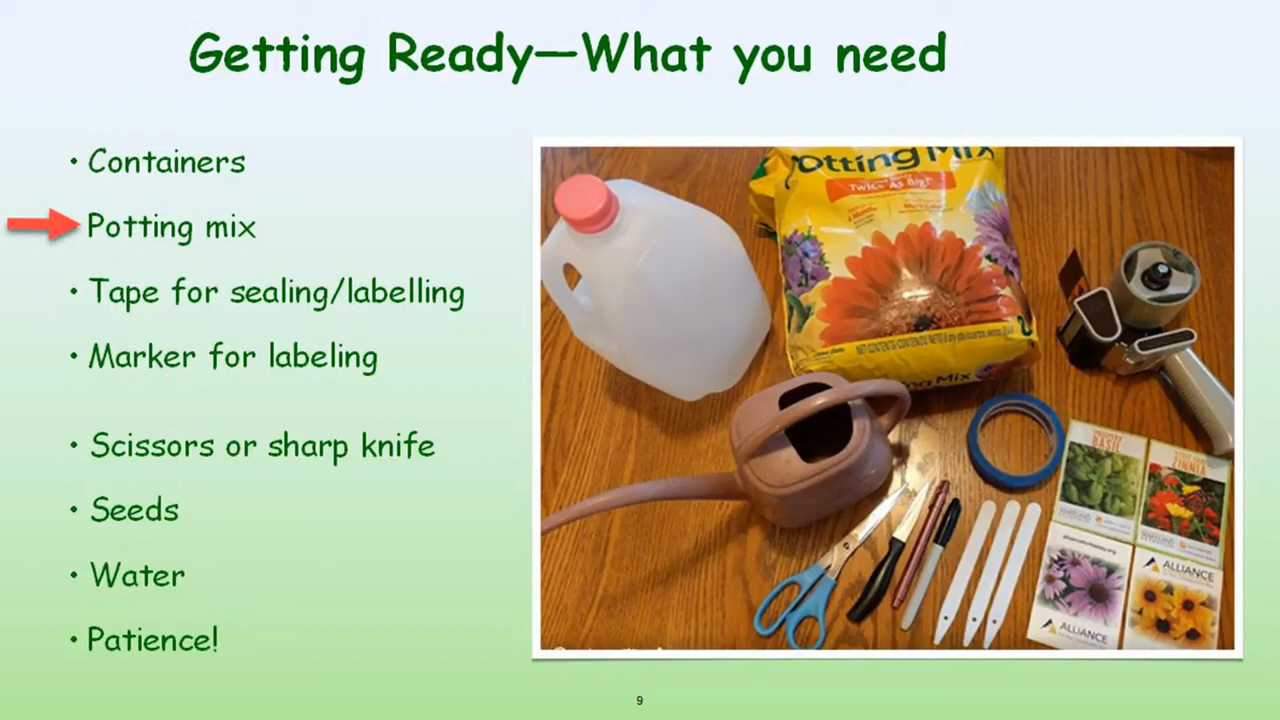 Getting Ready—What you need
• Containers
Potting mix
• Tape for sealing/labelling
• Marker for labeling
• Scissors or sharp knife
• Seeds
• Water
• Patience!
otting Mix
Twice As Big!*
BASIL
ZINNIA
ALLIANCE
ALLIANCE
9